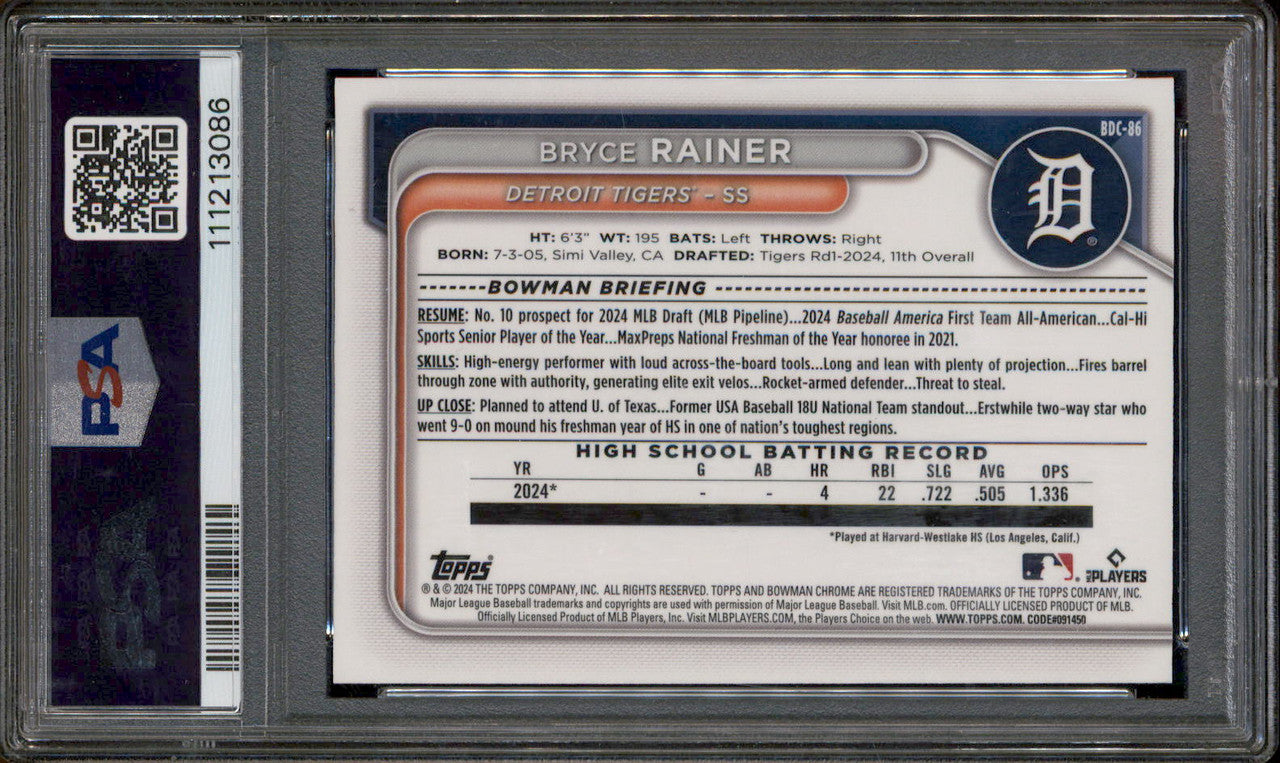 111213086
PSA
BDC-86
BRYCE RAINER
DETROIT TIGERS - SS
D
HT: 6'3" WT: 195 BATS: Left THROWS: Right
BORN: 7-3-05, Simi Valley, CA DRAFTED: Tigers Rd1-2024, 11th Overall
BOWMAN BRIEFING
RESUME: No. 10 prospect for 2024 MLB Draft (MLB Pipeline)...2024 Baseball America First Team All-American...Cal-Hi
Sports Senior Player of the Year...MaxPreps National Freshman of the Year honoree in 2021.
SKILLS: High-energy performer with loud across-the-board tools...Long and lean with plenty of projection...Fires barrel
through zone with authority, generating elite exit velos...Rocket-armed defender...Threat to steal.
UP CLOSE: Planned to attend U. of Texas...Former USA Baseball 18U National Team standout...Erstwhile two-way star who
went 9-0 on mound his freshman year of HS in one of nation's toughest regions.
HIGH SCHOOL BATTING RECORD
YR G AB HR RBI SLG AVG OPS
2024* - - 4 22 .722 .505 1.336
*Played at Harvard-Westlake HS (Los Angeles, Calif.)
Topps®
PLAYERS
® & © 2024 THE TOPPS COMPANY, INC. ALL RIGHTS RESERVED. TOPPS AND BOWMAN CHROME ARE REGISTERED TRADEMARKS OF THE TOPPS COMPANY, INC.
Major League Baseball trademarks and copyrights are used with permission of Major League Baseball. Visit MLB.com. OFFICIALLY LICENSED PRODUCT OF MLB.
Officially Licensed Product of MLB Players, Inc. Visit MLBPLAYERS.COM, the Players Choice on the web. WWW.TOPPS.COM. CODE#091450